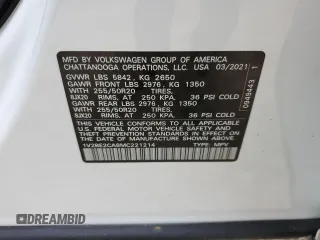 MFD BY VOLKSWAGEN GROUP OF AMERICA
CHATTANOOGA OPERATIONS, LLC USA 03/2021
GVWR LBS 5842, KG 2650
GAWR FRONT LBS 2976, KG 1350
WITH 255/50R20 TIRES,
8JX20 RIMS, AT 250 KPA, 36 PSI COLD
GAWR REAR LBS 2976, KG 1350
WITH 255/50R20 TIRES,
8JX20 RIMS, AT 250 KPA, 36 PSI COLD
THIS VEHICLE CONFORMS TO ALL APPLICABLE
FEDERAL MOTOR VEHICLE SAFETY, BUMPER
AND THEFT PREVENTION STANDARDS IN EFFECT
ON THE DATE OF MANUFACTURE SHOWN ABOVE.
TYPE: MPV
1